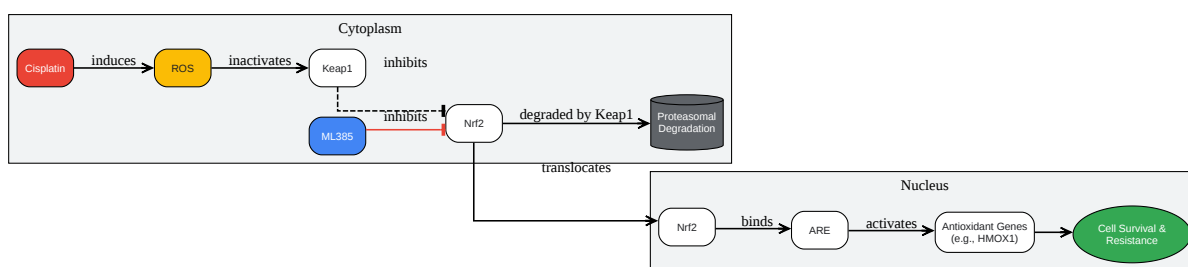 Cytoplasm
Cisplatin
induces
ROS
inactivates
Keap1
inhibits
ML385
inhibits
Nrf2
degraded by Keap1
Proteasomal
Degradation
translocates
Nucleus
Nrf2
binds
ARE
activates
Antioxidant Genes
(e.g., HMOX1)
Cell Survival &
Resistance